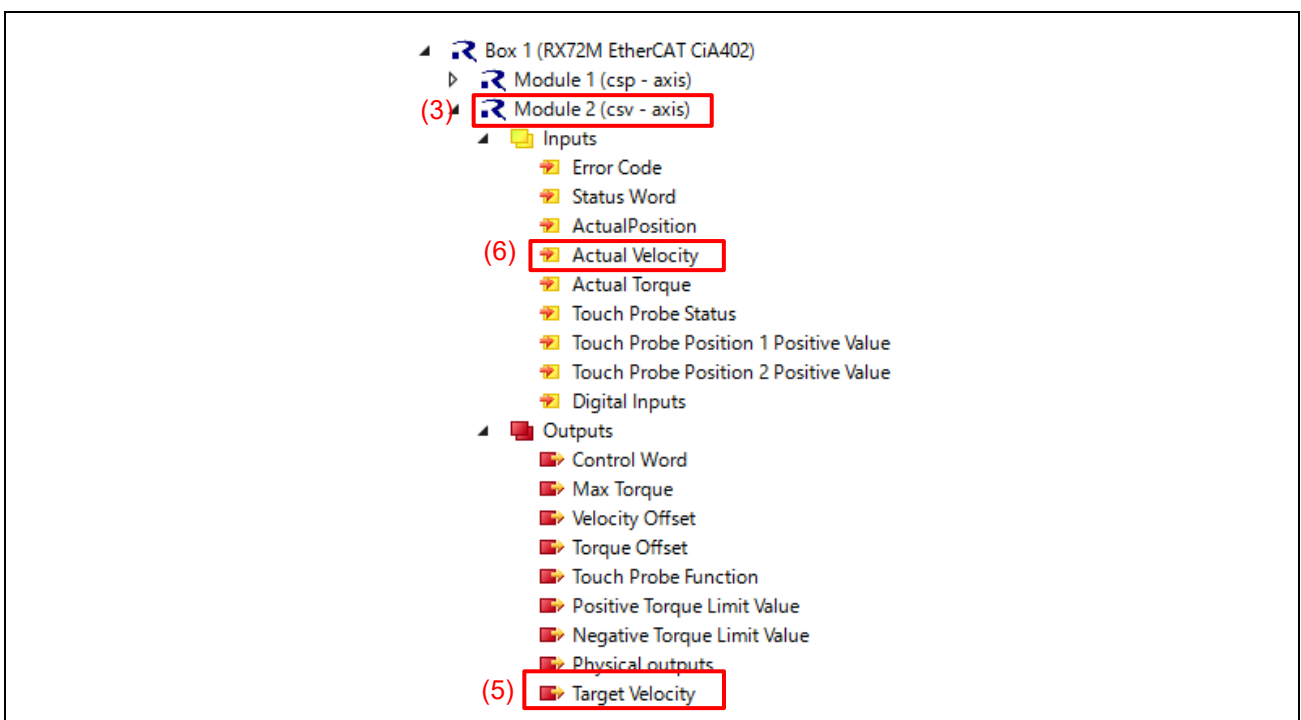 Box 1 (RX72M EtherCAT CiA402)
Module 1 (csp - axis)
(3) Module 2 (csv - axis)
Inputs
Error Code
Status Word
ActualPosition
(6) Actual Velocity
Actual Torque
Touch Probe Status
Touch Probe Position 1 Positive Value
Touch Probe Position 2 Positive Value
Digital Inputs
Outputs
Control Word
Max Torque
Velocity Offset
Torque Offset
Touch Probe Function
Positive Torque Limit Value
Negative Torque Limit Value
Physical outputs
(5) Target Velocity